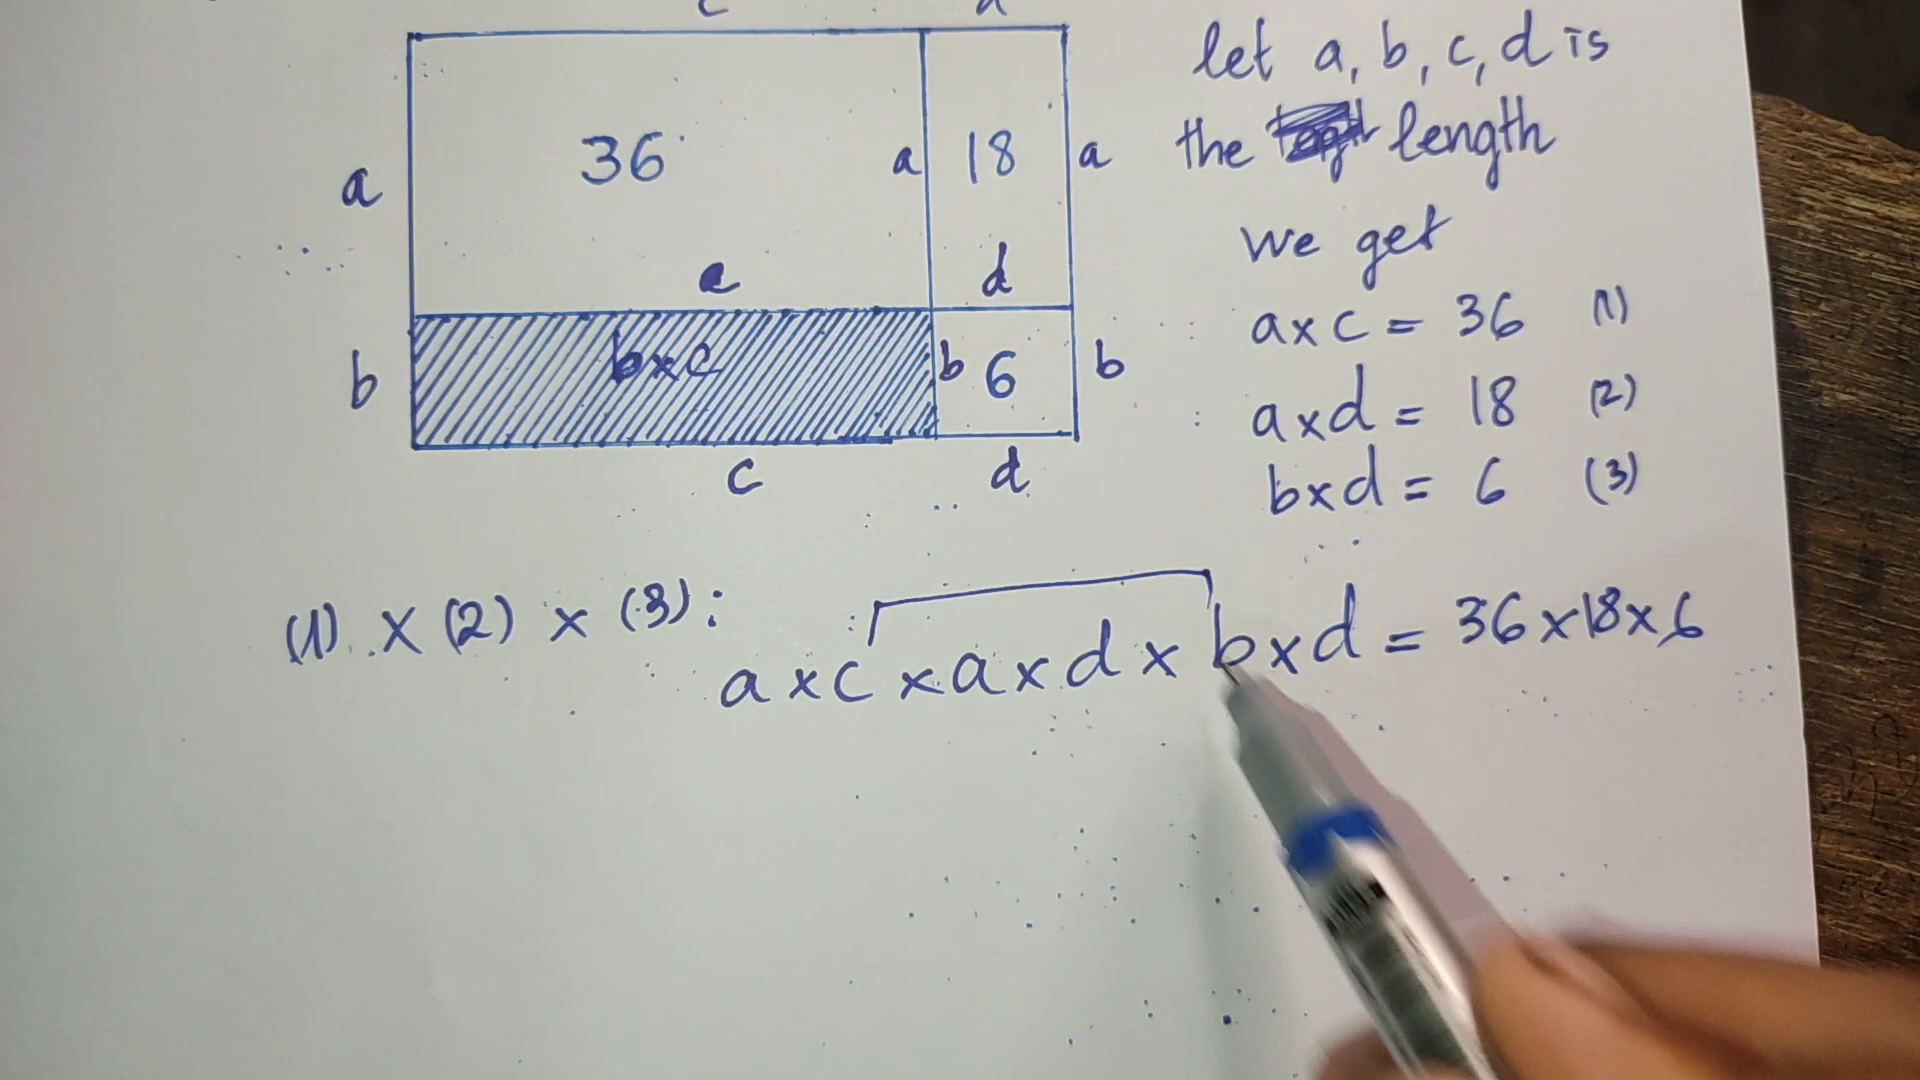 36
a
18
a
a
c
d
b
b×c
b
6
b
c
d
let a, b, c, d is
the length
we get
a×c = 36 (1)
a×d = 18 (2)
b×d = 6 (3)
(1) × (2) × (3):
a×c×a×d×b×d = 36×18×6